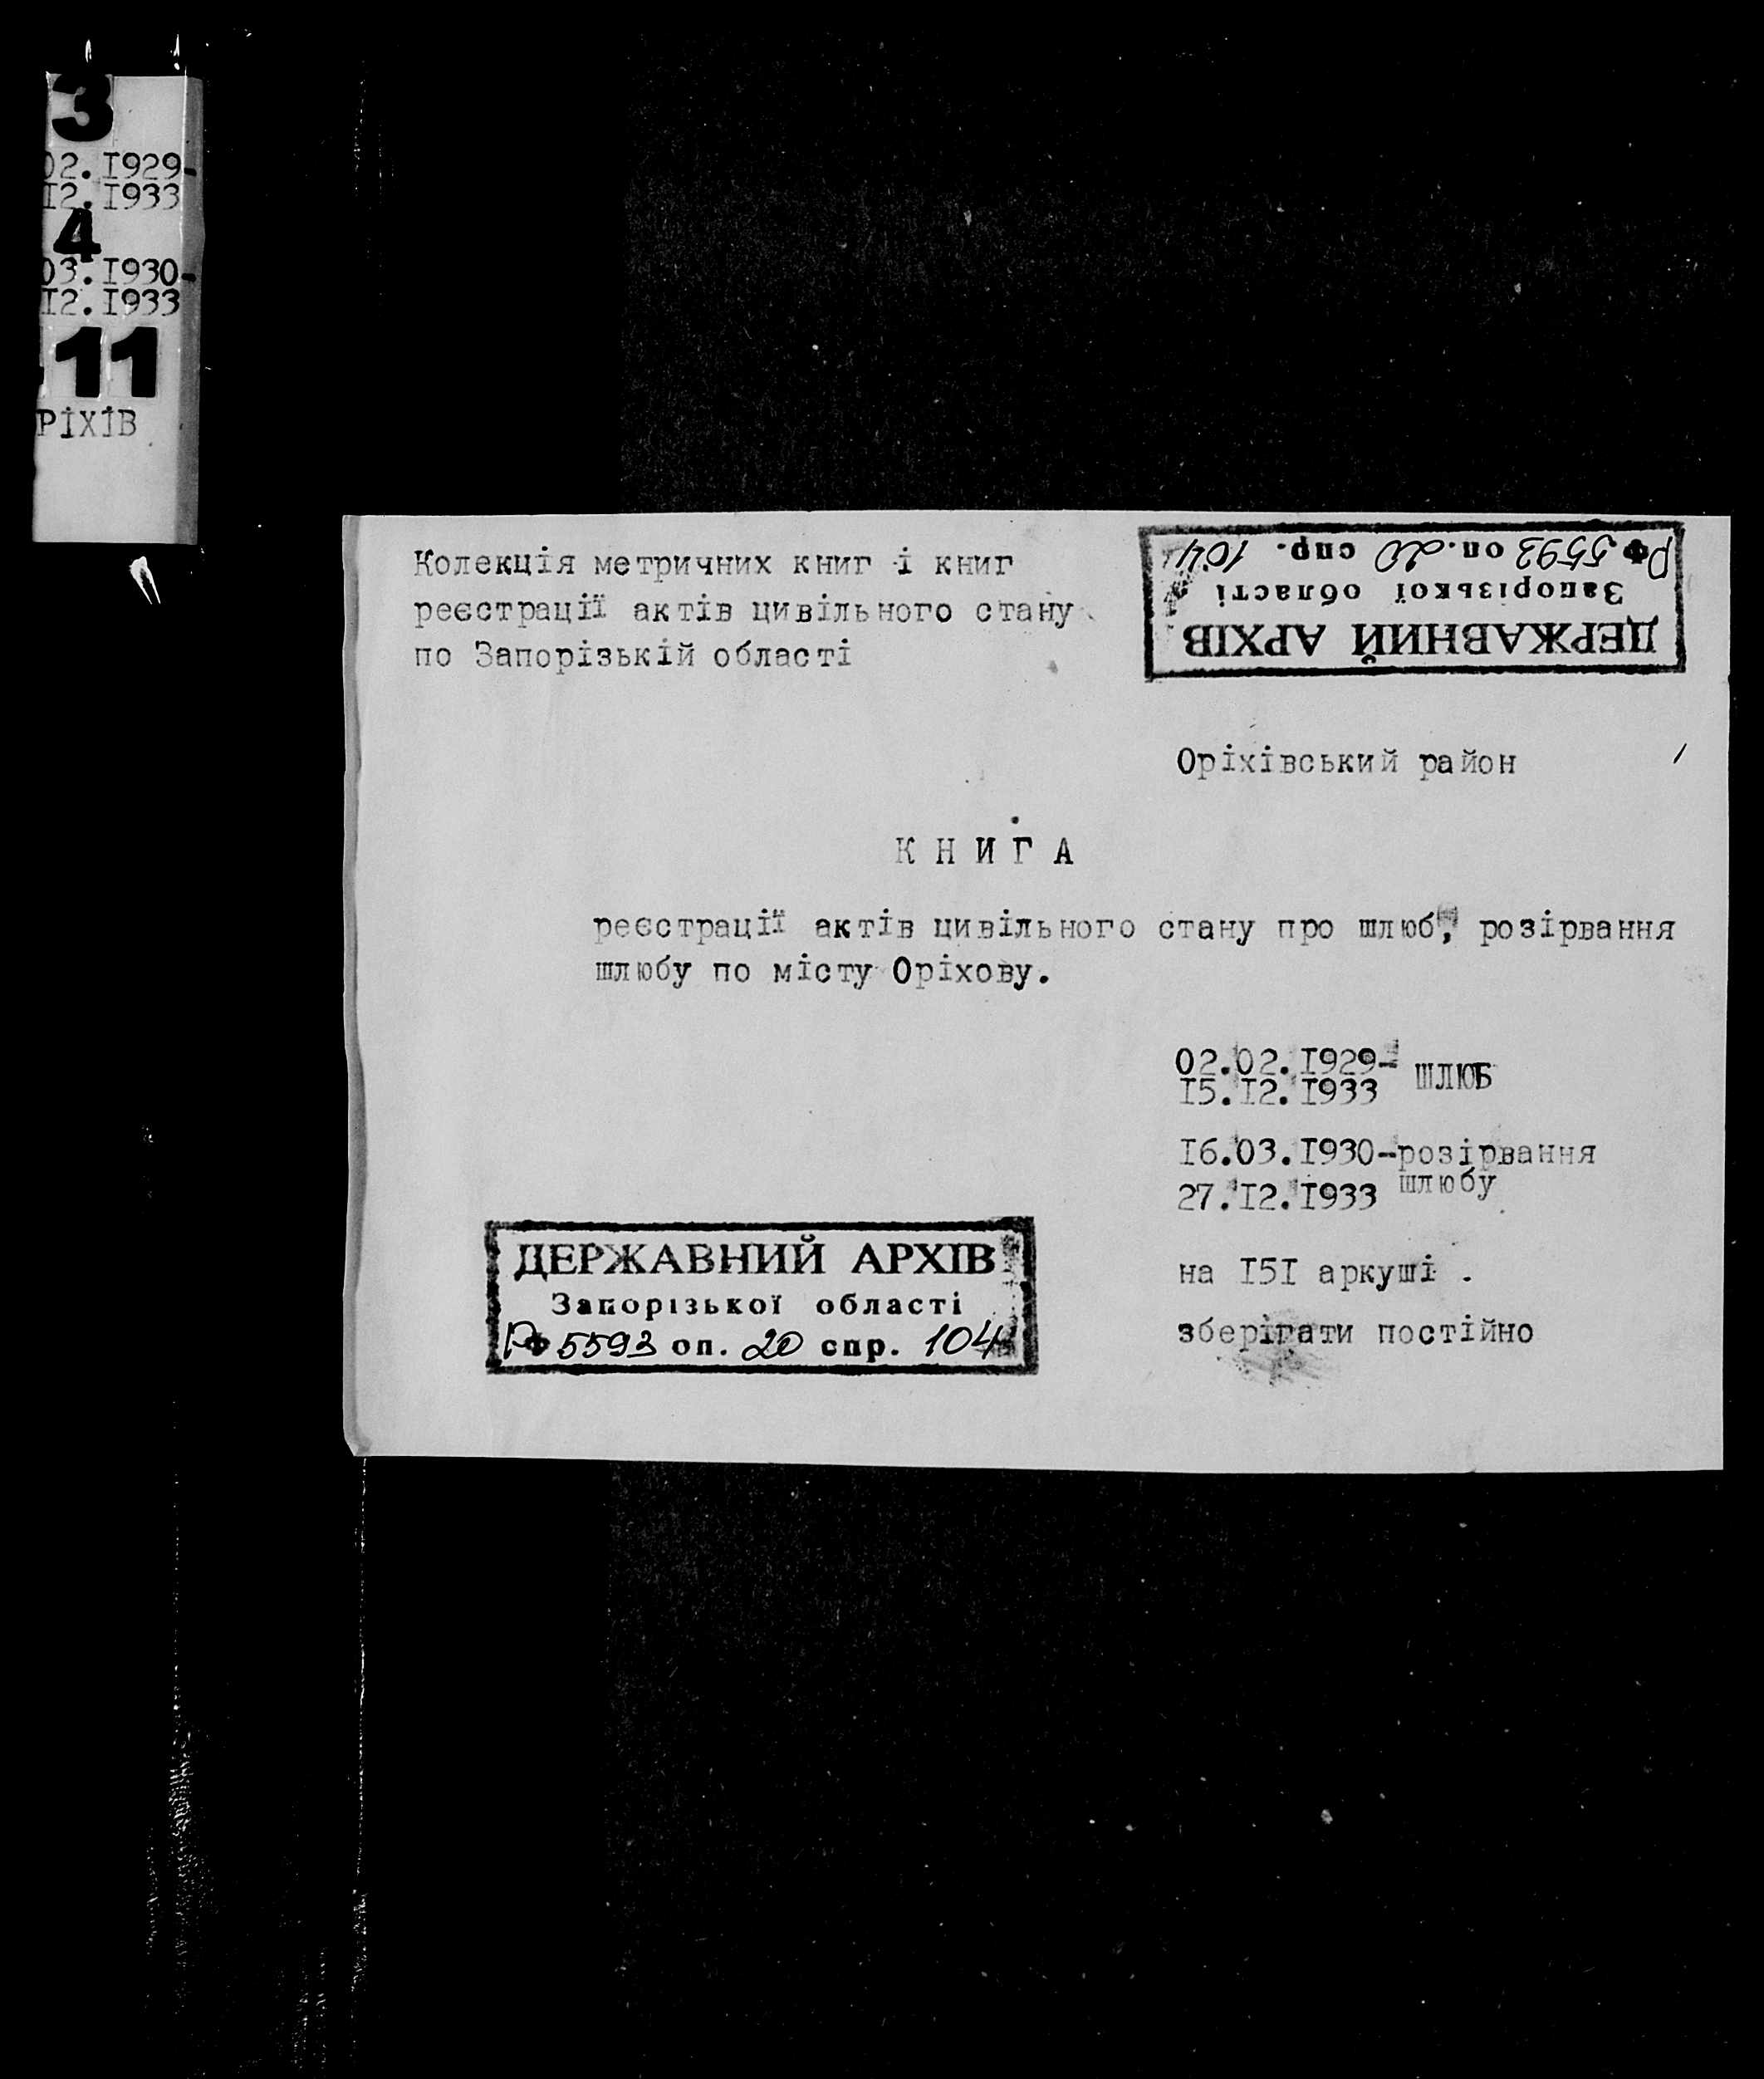 3
02.I929-
I2.I933
4
03.I930-
I2.I933
11
РІХІВ
Колекція метричних книг і книг
реєстрації актів цивільного стану
по Запорізькій області
ДЕРЖАВНИЙ АРХІВ
Запорізької області
РФ 5593 оп. 20 спр. 104
Оріхівський район
К Н И Г А
реєстрації актів цивільного стану про шлюб, розірвання
шлюбу по місту Оріхову.
02.02.I929-
I5.I2.I933 ШЛЮБ
I6.03.I930-розірвання
27.I2.I933 шлюбу
на I5I аркуші .
зберігати постійно
ДЕРЖАВНИЙ АРХІВ
Запорізької області
РФ 5593 оп. 20 спр. 104